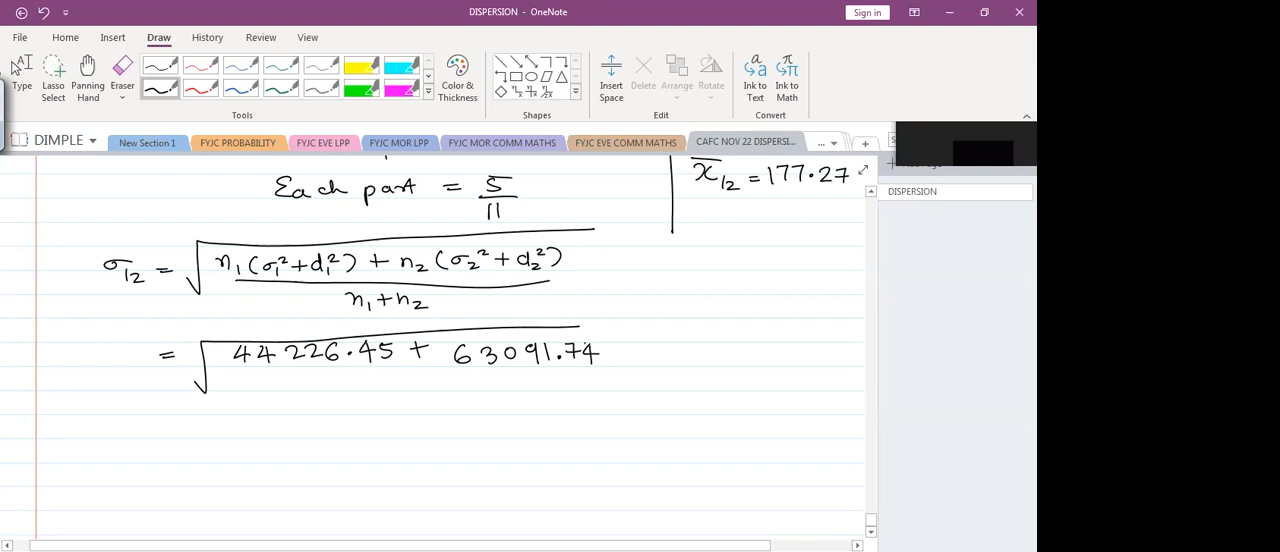 DISPERSION - OneNote
Sign in
File Home Insert Draw History Review View
Type
Lasso Select
Panning Hand
Eraser
Color & Thickness
Insert Space
Delete
Arrange
Rotate
Ink to Text
Ink to Math
Tools
Shapes
Edit
Convert
DIMPLE
New Section 1
FYJC PROBABILITY
FYJC EVE LPP
FYJC MOR LPP
FYJC MOR COMM MATHS
FYJC EVE COMM MATHS
CAFC NOV 22 DISPERSI...
...
DISPERSION
x̅₁₂ = 177.27
Each part = 5/11
σ₁₂ = √((n₁(σ₁² + d₁²) + n₂(σ₂² + d₂²))/(n₁ + n₂))
= √(44226.45 + 63091.74